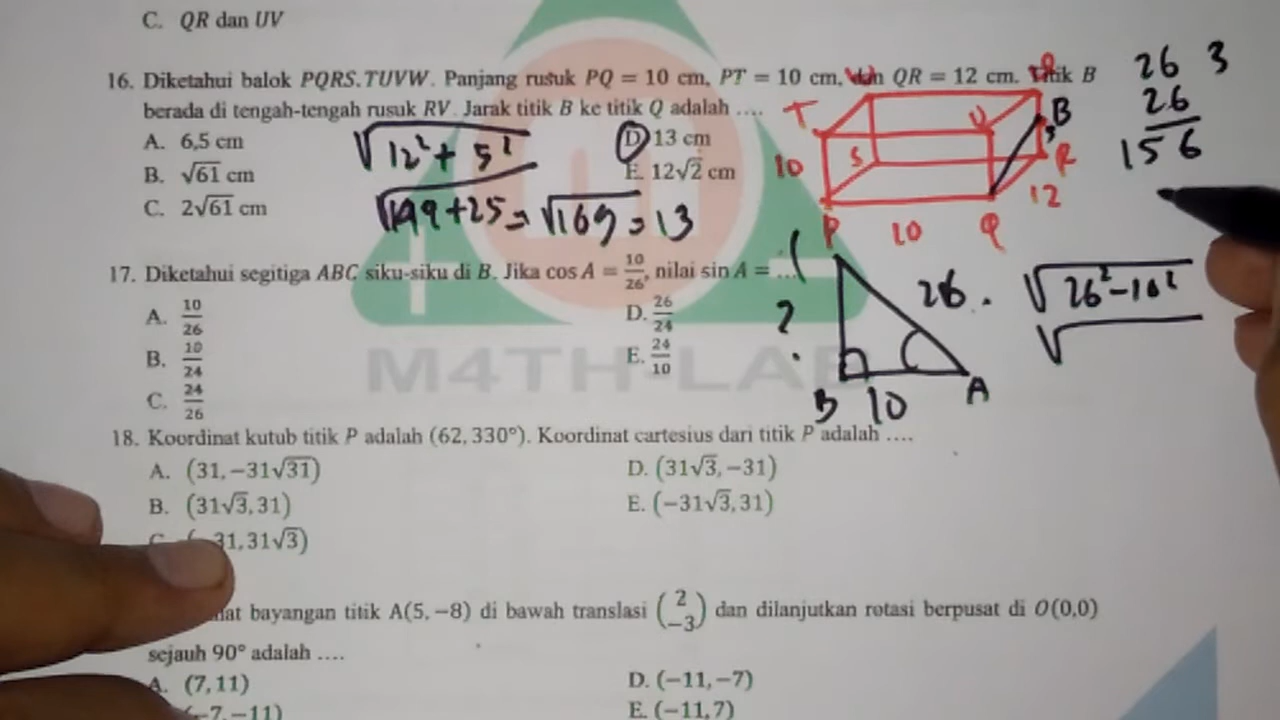 C. QR dan UV
16. Diketahui balok PQRS.TUVW. Panjang rusuk PQ = 10 cm, PT = 10 cm, QR = 12 cm. Titik B
berada di tengah-tengah rusuk RV. Jarak titik B ke titik Q adalah ….
A. 6,5 cm
B. √61 cm
C. 2√61 cm
D. 13 cm
E. 12√2 cm
√12² + 5²
√144+25 = √169 = 13
T
U
B
S
R
10
5
12
P
10
Q
26 3
26
156
17. Diketahui segitiga ABC siku-siku di B. Jika cos A = 10/26, nilai sin A = …
A. 10/26
B. 10/24
C. 24/26
D. 26/24
E. 24/10
?
26
B 10 A
√26²-10²
√
M4TH-LAB
18. Koordinat kutub titik P adalah (62, 330°). Koordinat cartesius dari titik P adalah ….
A. (31, −31√31)
B. (31√3, 31)
31, 31√3)
D. (31√3, −31)
E. (−31√3, 31)
bayangan titik A(5, −8) di bawah translasi (2 −3) dan dilanjutkan rotasi berpusat di O(0,0)
sejauh 90° adalah ….
A. (7, 11)
−7, −11)
D. (−11, −7)
E. (−11, 7)